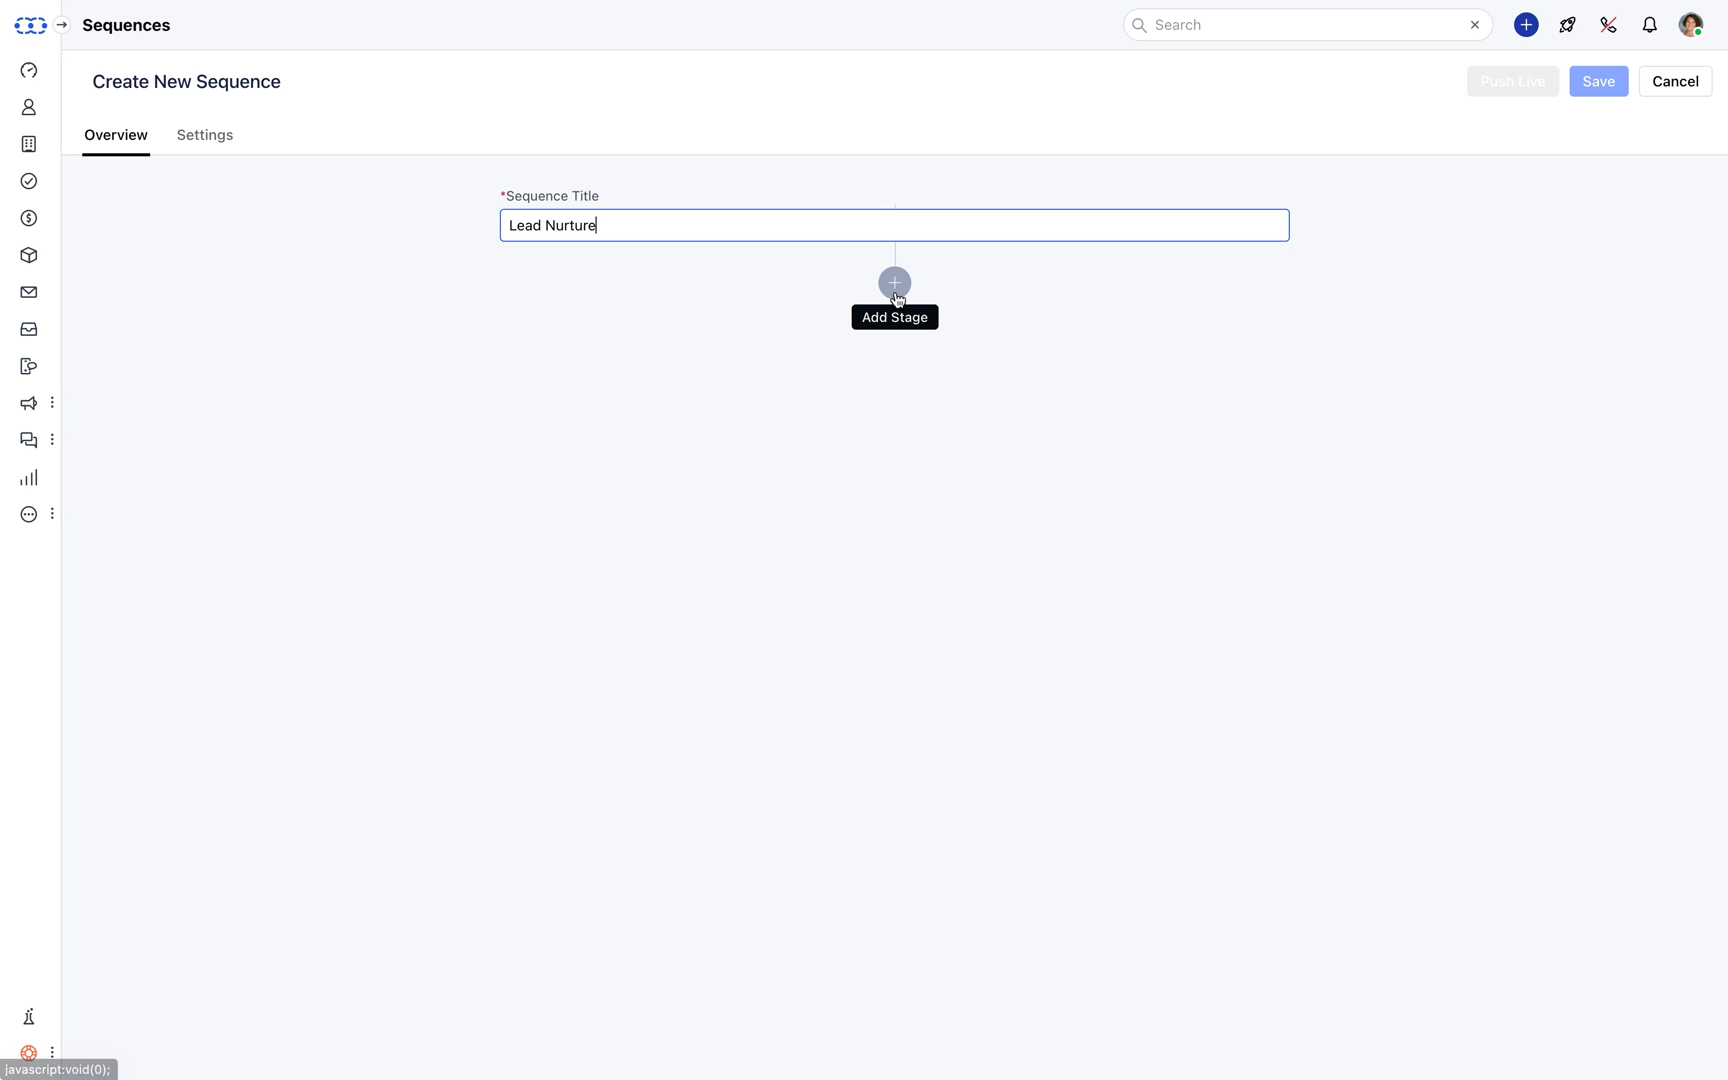 Sequences
Search
Create New Sequence
Push Live
Save
Cancel
Overview
Settings
*Sequence Title
Lead Nurture
Add Stage
javascript:void(0);